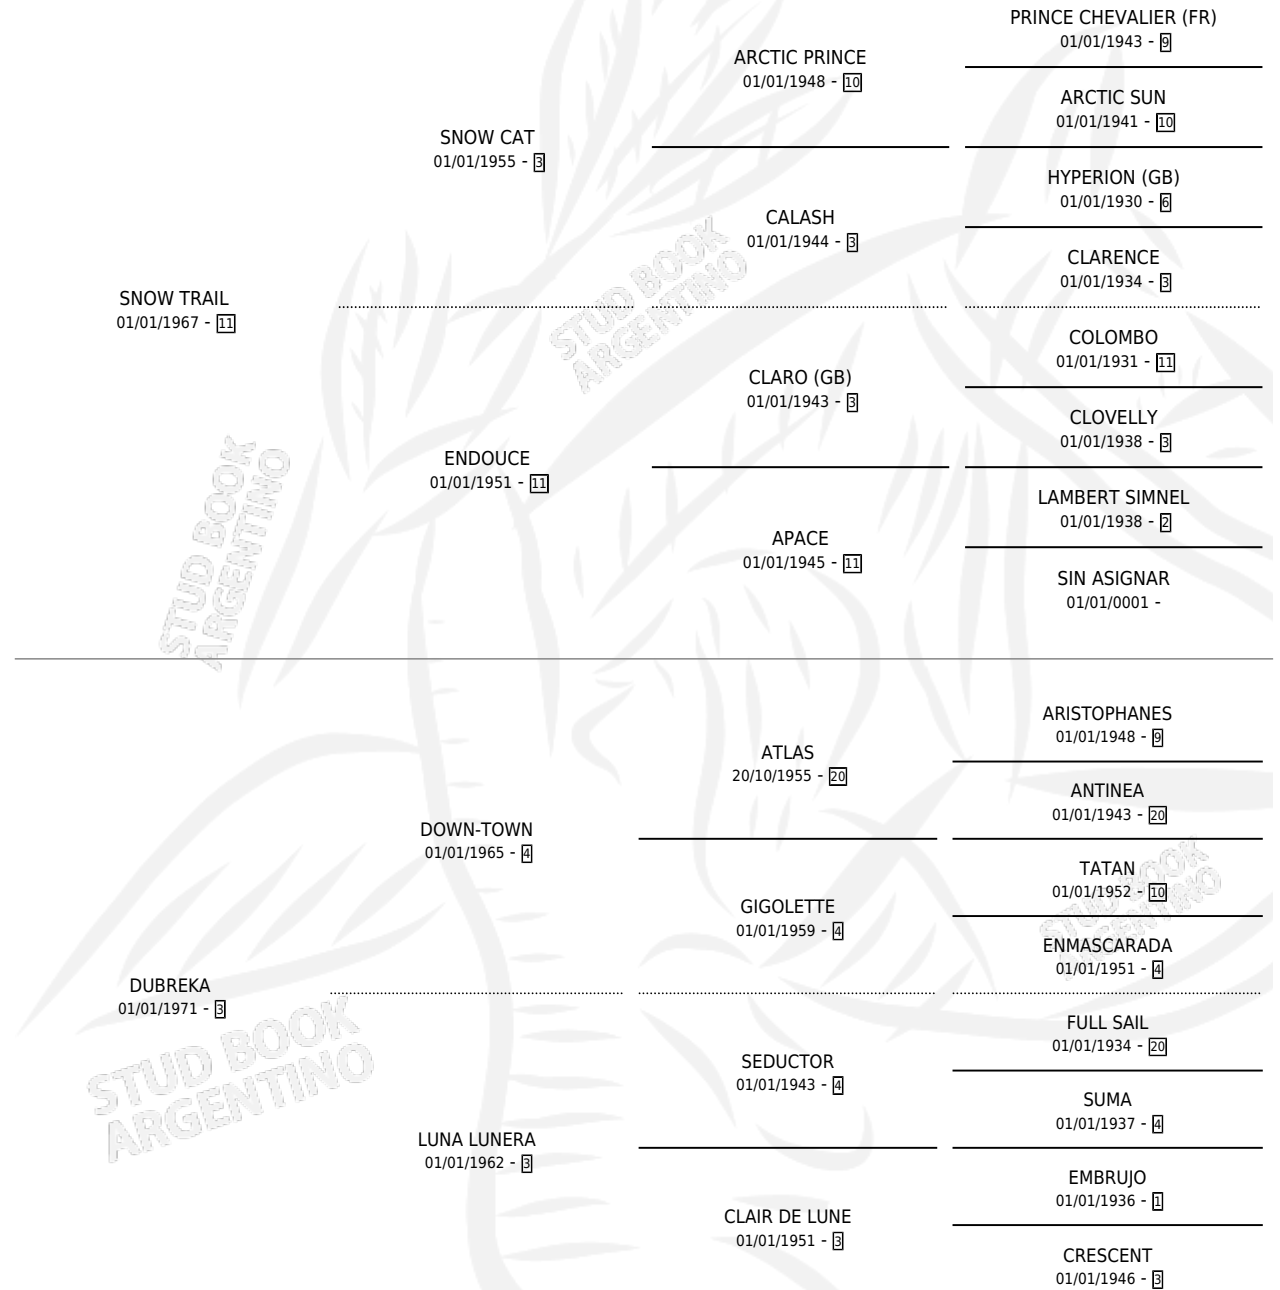 PRINCE CHEVALIER (FR)
01/01/1943 - 9
ARCTIC PRINCE
01/01/1948 - 10
ARCTIC SUN
01/01/1941 - 10
SNOW CAT
01/01/1955 - 3
HYPERION (GB)
01/01/1930 - 6
CALASH
01/01/1944 - 3
CLARENCE
01/01/1934 - 3
SNOW TRAIL
01/01/1967 - 11
STUD BOOK
ARGENTINO
COLOMBO
01/01/1931 - 11
CLARO (GB)
01/01/1943 - 3
CLOVELLY
01/01/1938 - 3
ENDOUCE
01/01/1951 - 11
LAMBERT SIMNEL
01/01/1938 - 2
APACE
01/01/1945 - 11
SIN ASIGNAR
01/01/0001 -
STUD BOOK
ARGENTINO
ARISTOPHANES
01/01/1948 - 9
ATLAS
20/10/1955 - 20
ANTINEA
01/01/1943 - 20
DOWN-TOWN
01/01/1965 - 4
TATAN
01/01/1952 - 10
GIGOLETTE
01/01/1959 - 4
STUD BOOK
ARGENTINO
ENMASCARADA
01/01/1951 - 4
DUBREKA
01/01/1971 - 3
FULL SAIL
01/01/1934 - 20
SEDUCTOR
01/01/1943 - 4
STUD BOOK
ARGENTINO
SUMA
01/01/1937 - 4
LUNA LUNERA
01/01/1962 - 3
EMBRUJO
01/01/1936 - 1
CLAIR DE LUNE
01/01/1951 - 3
CRESCENT
01/01/1946 - 3